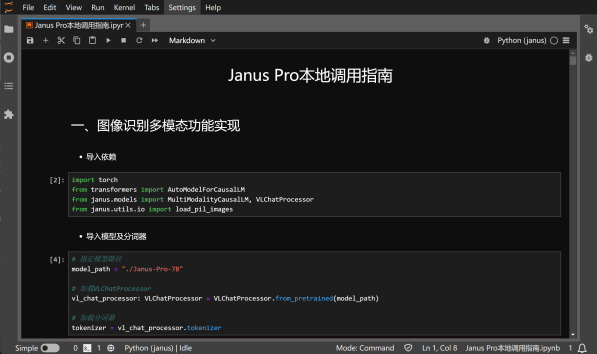 File Edit View Run Kernel Tabs Settings Help
Janus Pro本地调用指南.ipyr
Markdown
Python (janus)
Janus Pro本地调用指南
一、图像识别多模态功能实现
导入依赖
[2]:
import torch
from transformers import AutoModelForCausalLM
from janus.models import MultiModalityCausalLM, VLChatProcessor
from janus.utils.io import load_pil_images
导入模型及分词器
[4]:
# 指定模型路径
model_path = "./Janus-Pro-7B"
# 加载VLChatProcessor
vl_chat_processor: VLChatProcessor = VLChatProcessor.from_pretrained(model_path)
# 加载分词器
tokenizer = vl_chat_processor.tokenizer
Simple 0 1 Python (janus) | Idle Mode: Command Ln 1, Col 8 Janus Pro本地调用指南.ipynb 1